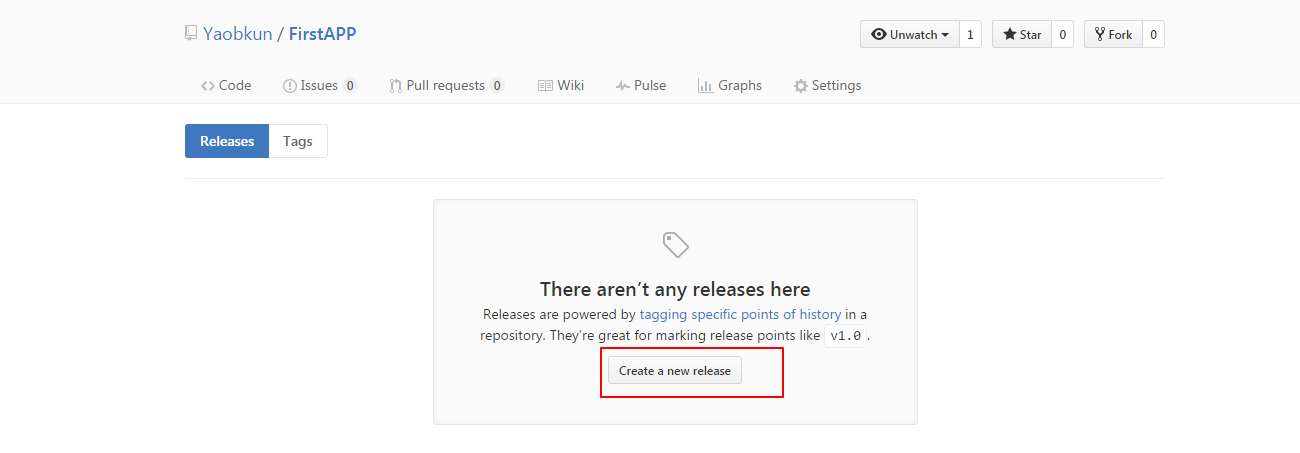 Yaobkun / FirstAPP
Unwatch 1 Star 0 Fork 0
Code Issues 0 Pull requests 0 Wiki Pulse Graphs Settings
Releases Tags
There aren’t any releases here
Releases are powered by tagging specific points of history in a
repository. They’re great for marking release points like v1.0.
Create a new release